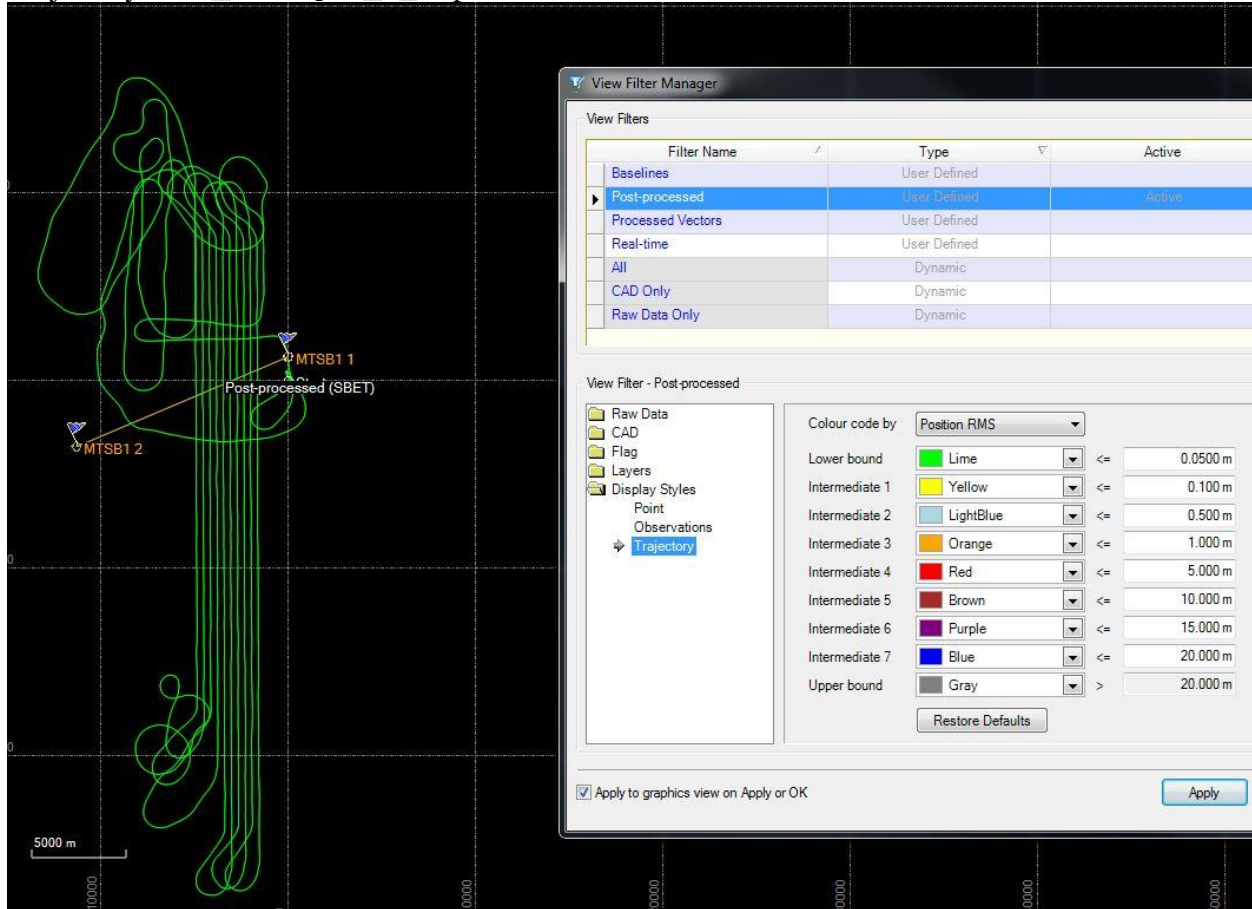 View Filter Manager
View Filters
Filter Name Type Active
Baselines User Defined
Post-processed User Defined Active
Processed Vectors User Defined
Real-time User Defined
All Dynamic
CAD Only Dynamic
Raw Data Only Dynamic
MTSB1 1
Post-processed (SBET)
MTSB1 2
View Filter - Post-processed
Raw Data
CAD
Flag
Layers
Display Styles
Point
Observations
Trajectory
Colour code by Position RMS
Lower bound Lime <= 0.0500 m
Intermediate 1 Yellow <= 0.100 m
Intermediate 2 LightBlue <= 0.500 m
Intermediate 3 Orange <= 1.000 m
Intermediate 4 Red <= 5.000 m
Intermediate 5 Brown <= 10.000 m
Intermediate 6 Purple <= 15.000 m
Intermediate 7 Blue <= 20.000 m
Upper bound Gray > 20.000 m
Restore Defaults
Apply to graphics view on Apply or OK
Apply
5000 m